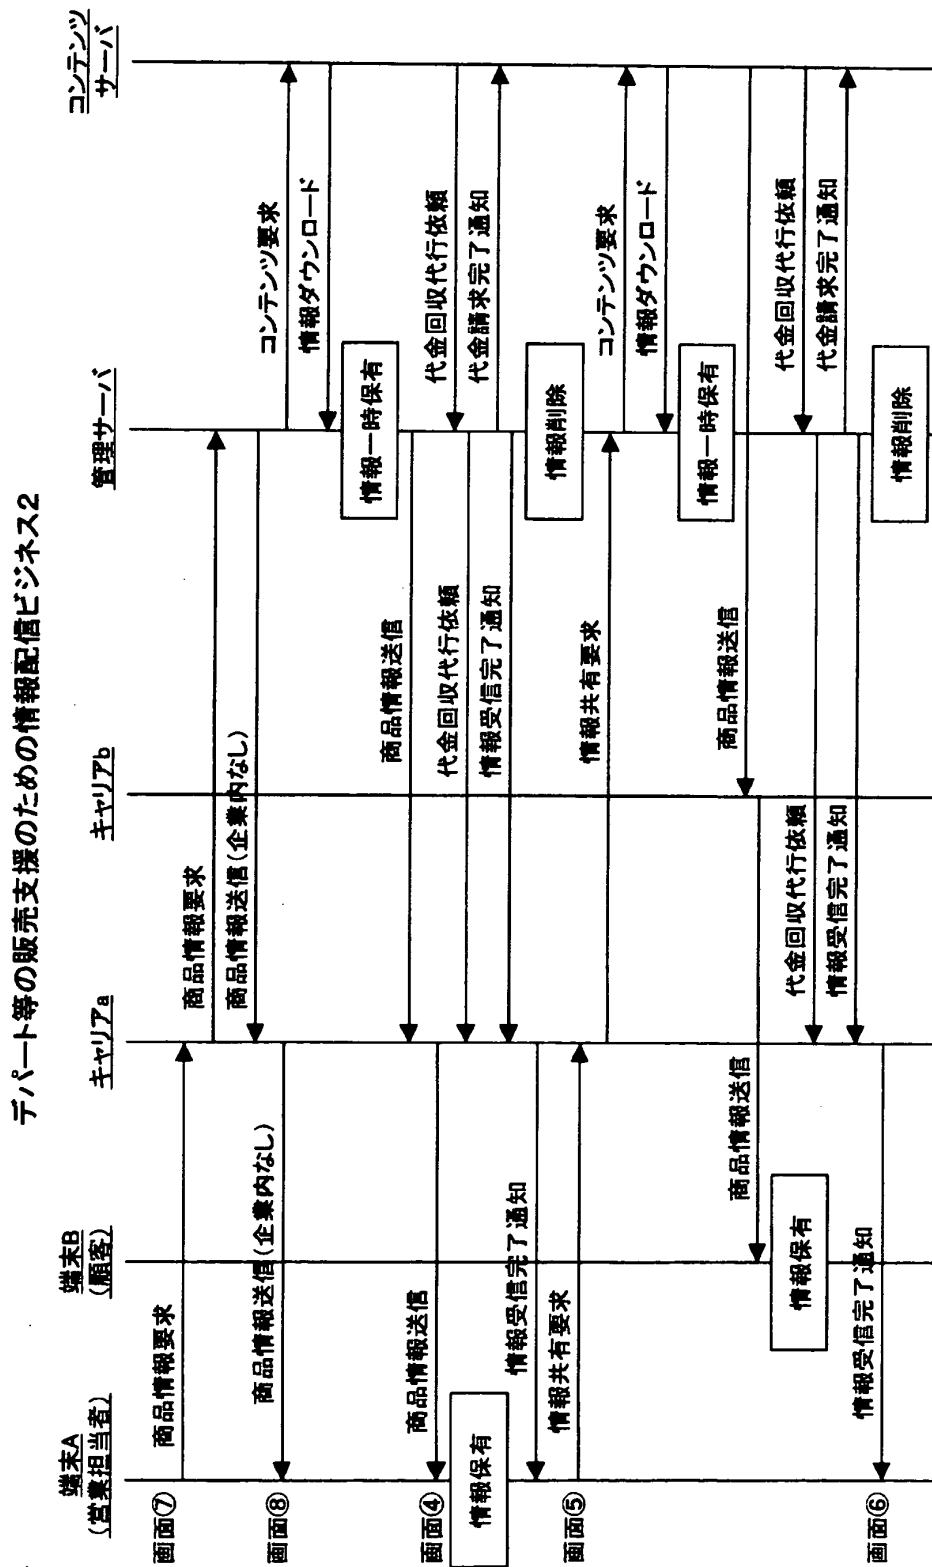 デパート等の販売支援のための情報配信ビジネス2
端末A
(営業担当者)
端末B
(顧客)
キャリアa
キャリアb
管理サーバ
コンテンツ
サーバ
画面⑦
商品情報要求
商品情報要求
商品情報送信(企業内なし)
コンテンツ要求
画面⑧
商品情報送信(企業内なし)
情報ダウンロード
情報一時保有
商品情報送信
画面④
商品情報送信
代金回収代行依頼
代金回収代行依頼
情報保有
代金請求完了通知
情報受信完了通知
情報受信完了通知
情報削除
画面⑤
情報共有要求
情報共有要求
コンテンツ要求
情報ダウンロード
情報一時保有
商品情報送信
商品情報送信
情報保有
代金回収代行依頼
代金回収代行依頼
代金請求完了通知
情報受信完了通知
画面⑥
情報受信完了通知
情報削除